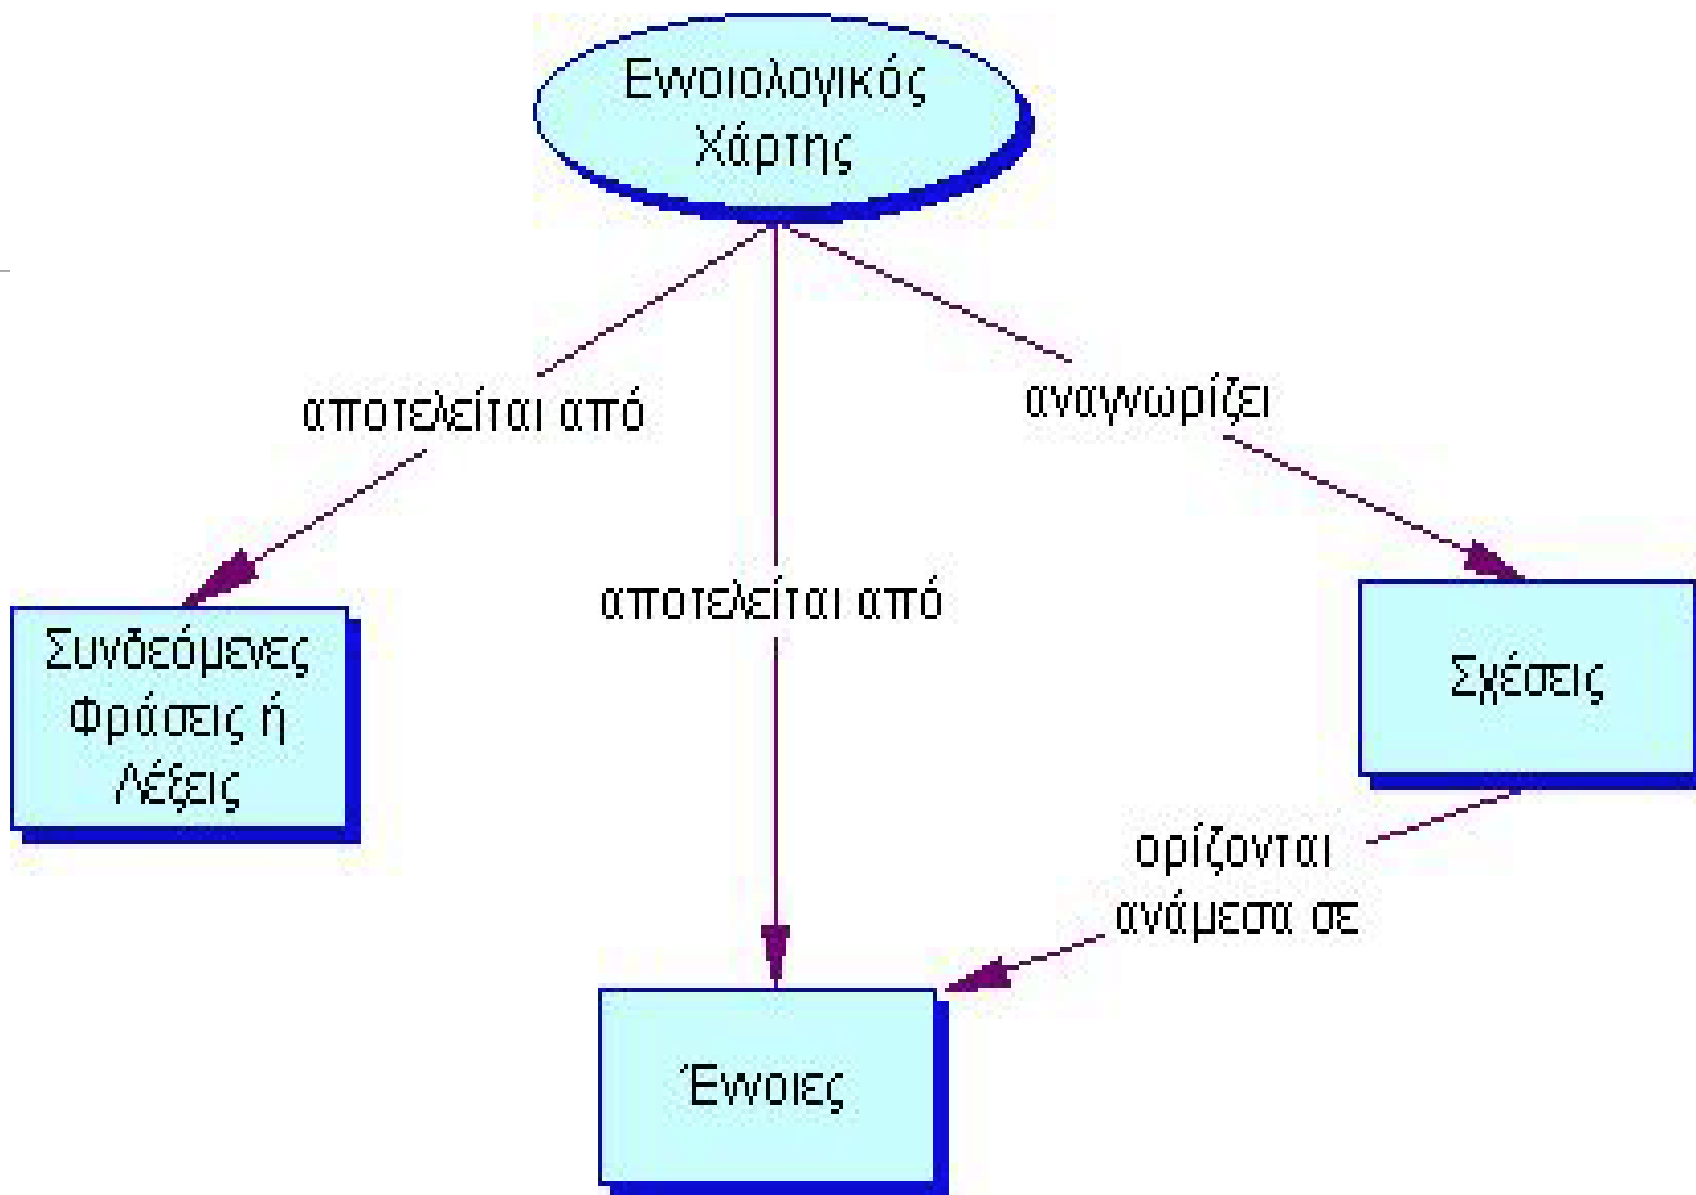 Εννοιολογικός
Χάρτης
αποτελείται από
αναγνωρίζει
αποτελείται από
Συνδεόμενες
Φράσεις ή
Λέξεις
Σχέσεις
ορίζονται
ανάμεσα σε
Έννοιες